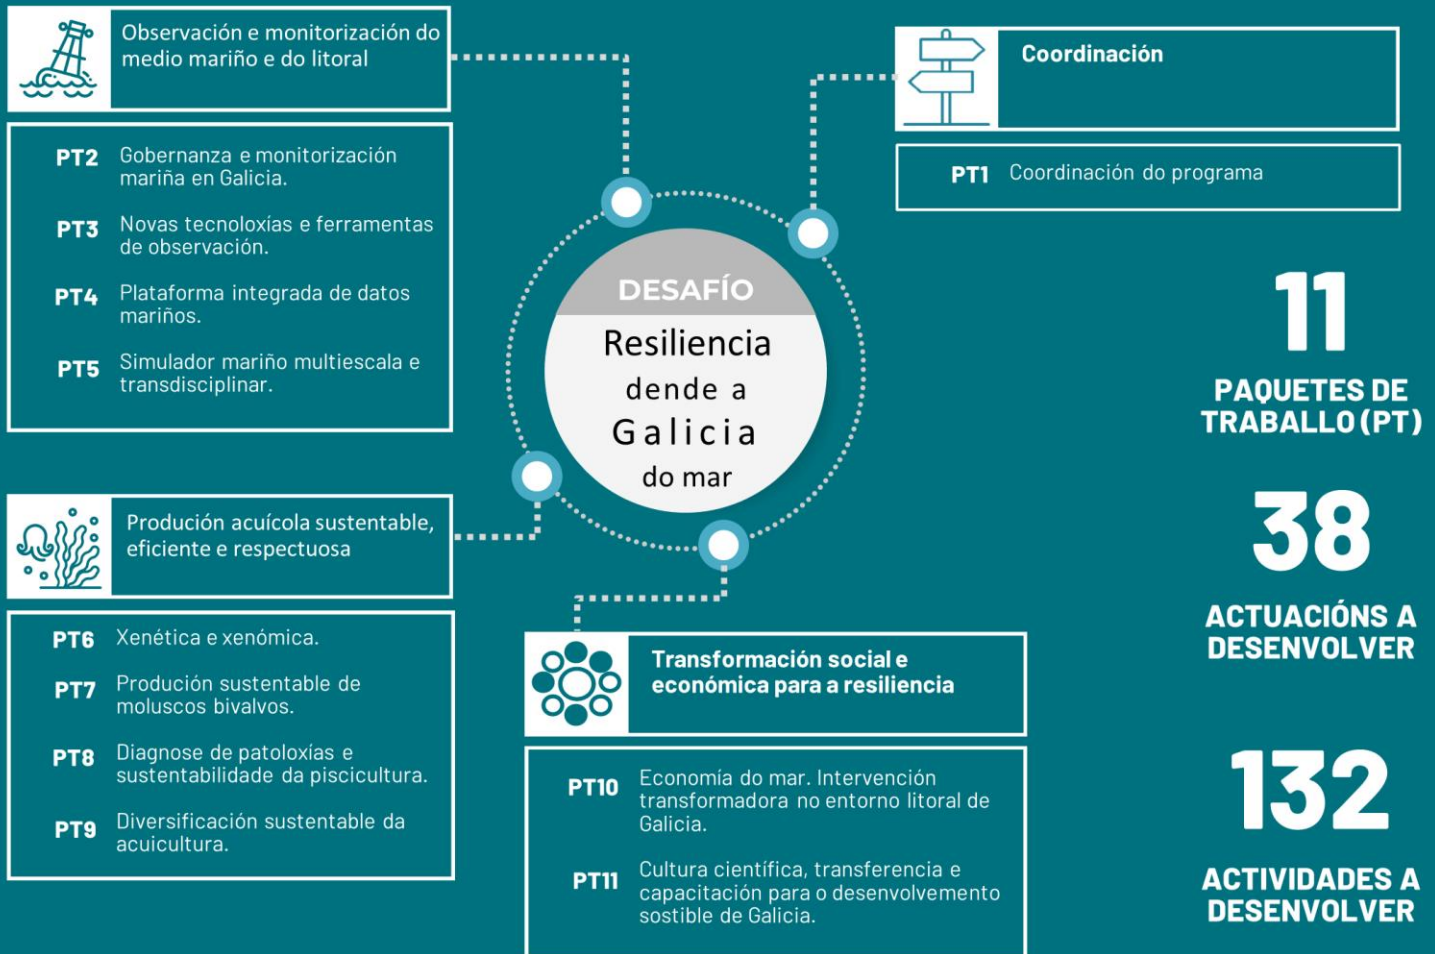 Observación e monitorización do
medio mariño e do litoral
PT2 Gobernanza e monitorización
mariña en Galicia.
PT3 Novas tecnoloxías e ferramentas
de observación.
PT4 Plataforma integrada de datos
mariños.
PT5 Simulador mariño multiescala e
transdisciplinar.
Coordinación
PT1 Coordinación do programa
DESAFÍO
Resiliencia
dende a
Galicia
do mar
Produción acuícola sustentable,
eficiente e respectuosa
PT6 Xenética e xenómica.
PT7 Produción sustentable de
moluscos bivalvos.
PT8 Diagnose de patoloxías e
sustentabilidade da piscicultura.
PT9 Diversificación sustentable da
acuicultura.
Transformación social e
económica para a resiliencia
PT10 Economía do mar. Intervención
transformadora no entorno litoral de
Galicia.
PT11 Cultura científica, transferencia e
capacitación para o desenvolvemento
sostible de Galicia.
11
PAQUETES DE
TRABALLO (PT)
38
ACTUACIÓNS A
DESENVOLVER
132
ACTIVIDADES A
DESENVOLVER